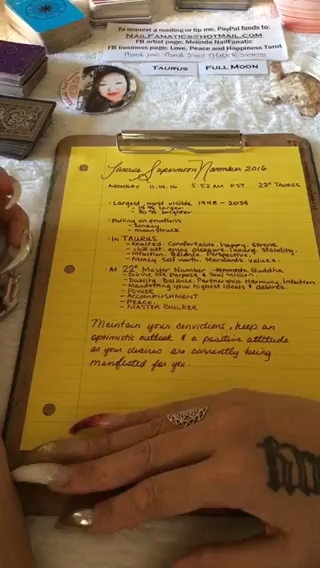 To request a reading or tip me, PayPal funds to:
NAILFANATICS@HOTMAIL.COM
FB artist page: Melinda NailFanatic
FB business page: Love, Peace and Happiness Tarot
TAURUS
FULL MOON
Taurus Supermoon November 2016
MONDAY 11.14.16 5:52 AM PST 22° TAURUS
· Largest, most visible 1948 - 2034
- 14% larger
- 30% brighter
· Pulling on emotions
- lunacy
- moonstruck
· In TAURUS
- exalted. Comfortable, happy, strong
- chill out, enjoy pleasure, luxury, stability
- intuition. Balance. Perspective.
- Money, self worth, standards, values.
· At 22° Master Number Buddha
- Divine life purpose & soul mission
- Duality. Balance. Partnership. Harmony. Intuition
- Manifesting your highest ideals & desires.
- POWER
- ACCOMPLISHMENT
- PEACE
- MASTER BUILDER
Maintain your convictions, keep an
optimistic outlook & a positive attitude
as your desires are currently being
manifested for you.